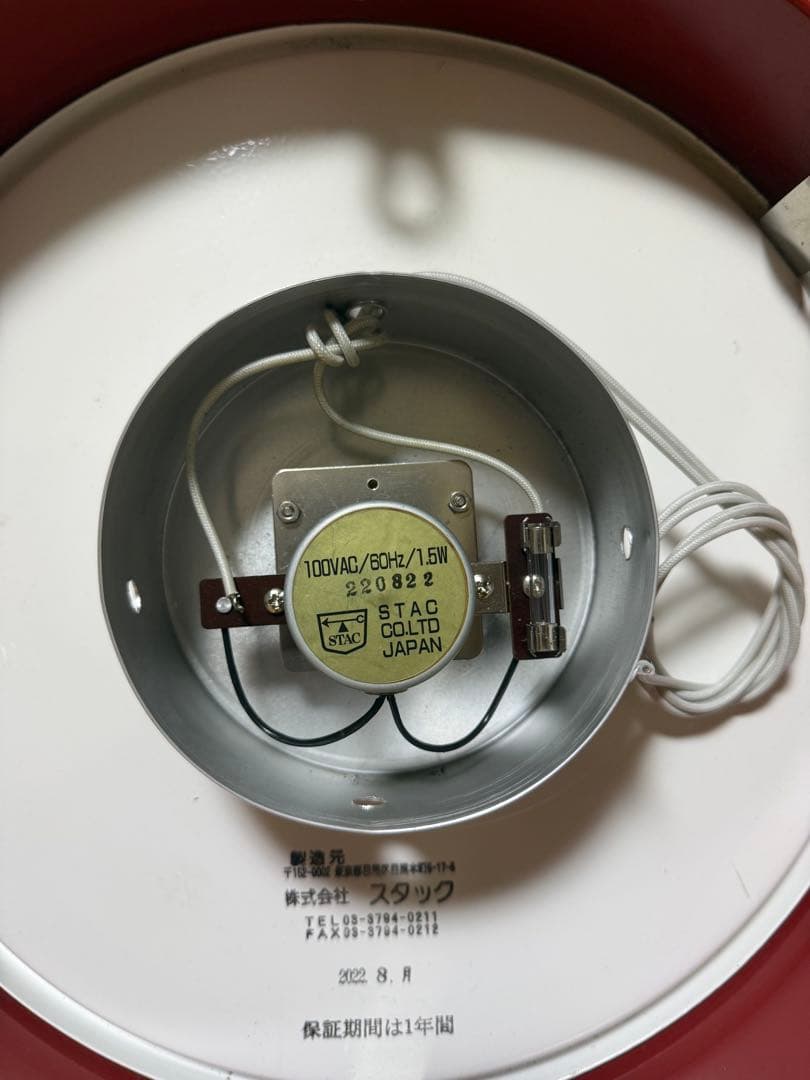 100VAC/60Hz/1.5W
220822
STAC
STAC
CO.LTD
JAPAN
製造元
〒152-0002
株式会社 スタック
TEL03-3794-0211
FAX03-3794-0212
2022. 8. 月
保証期間は1年間